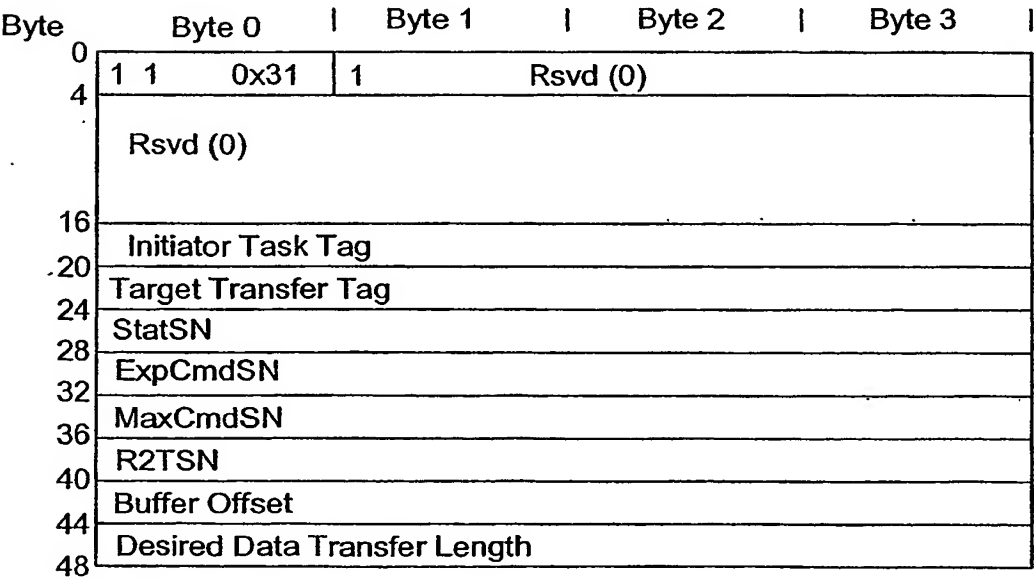 Byte Byte 0 | Byte 1 | Byte 2 | Byte 3 |
0
1 1 0x31 1 Rsvd (0)
4
Rsvd (0)
16
Initiator Task Tag
20
Target Transfer Tag
24
StatSN
28
ExpCmdSN
32
MaxCmdSN
36
R2TSN
40
Buffer Offset
44
Desired Data Transfer Length
48